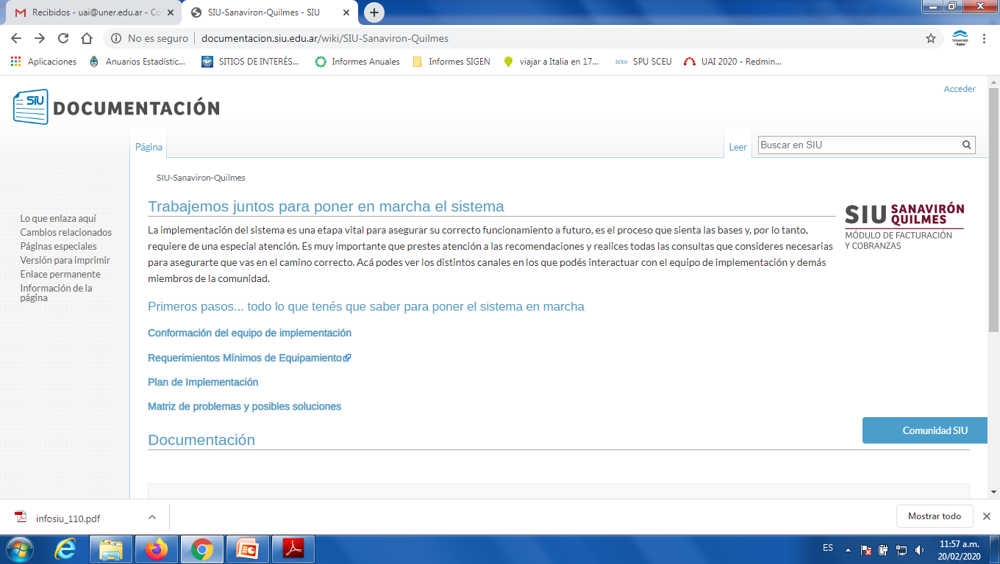 Recibidos - uai@uner.edu.ar - Co
SIU-Sanaviron-Quilmes - SIU
No es seguro
documentacion.siu.edu.ar/wiki/SIU-Sanaviron-Quilmes
Aplicaciones
Anuarios Estadístic...
SITIOS DE INTERÉS...
Informes Anuales
Informes SIGEN
viajar a Italia en 17...
SCEU
SPU SCEU
UAI 2020 - Redmin...
Acceder
SIU
DOCUMENTACIÓN
Página
Leer
Buscar en SIU
SIU-Sanaviron-Quilmes
Lo que enlaza aquí
Cambios relacionados
Páginas especiales
Versión para imprimir
Enlace permanente
Información de la
página
Trabajemos juntos para poner en marcha el sistema
La implementación del sistema es una etapa vital para asegurar su correcto funcionamiento a futuro, es el proceso que sienta las bases y, por lo tanto,
requiere de una especial atención. Es muy importante que prestes atención a las recomendaciones y realices todas las consultas que consideres necesarias
para asegurarte que vas en el camino correcto. Acá podes ver los distintos canales en los que podés interactuar con el equipo de implementación y demás
miembros de la comunidad.
SIU SANAVIRÓN
QUILMES
MÓDULO DE FACTURACIÓN
Y COBRANZAS
Primeros pasos... todo lo que tenés que saber para poner el sistema en marcha
Conformación del equipo de implementación
Requerimientos Mínimos de Equipamiento
Plan de Implementación
Matriz de problemas y posibles soluciones
Comunidad SIU
Documentación
infosiu_110.pdf
Mostrar todo
ES
11:57 a.m.
20/02/2020